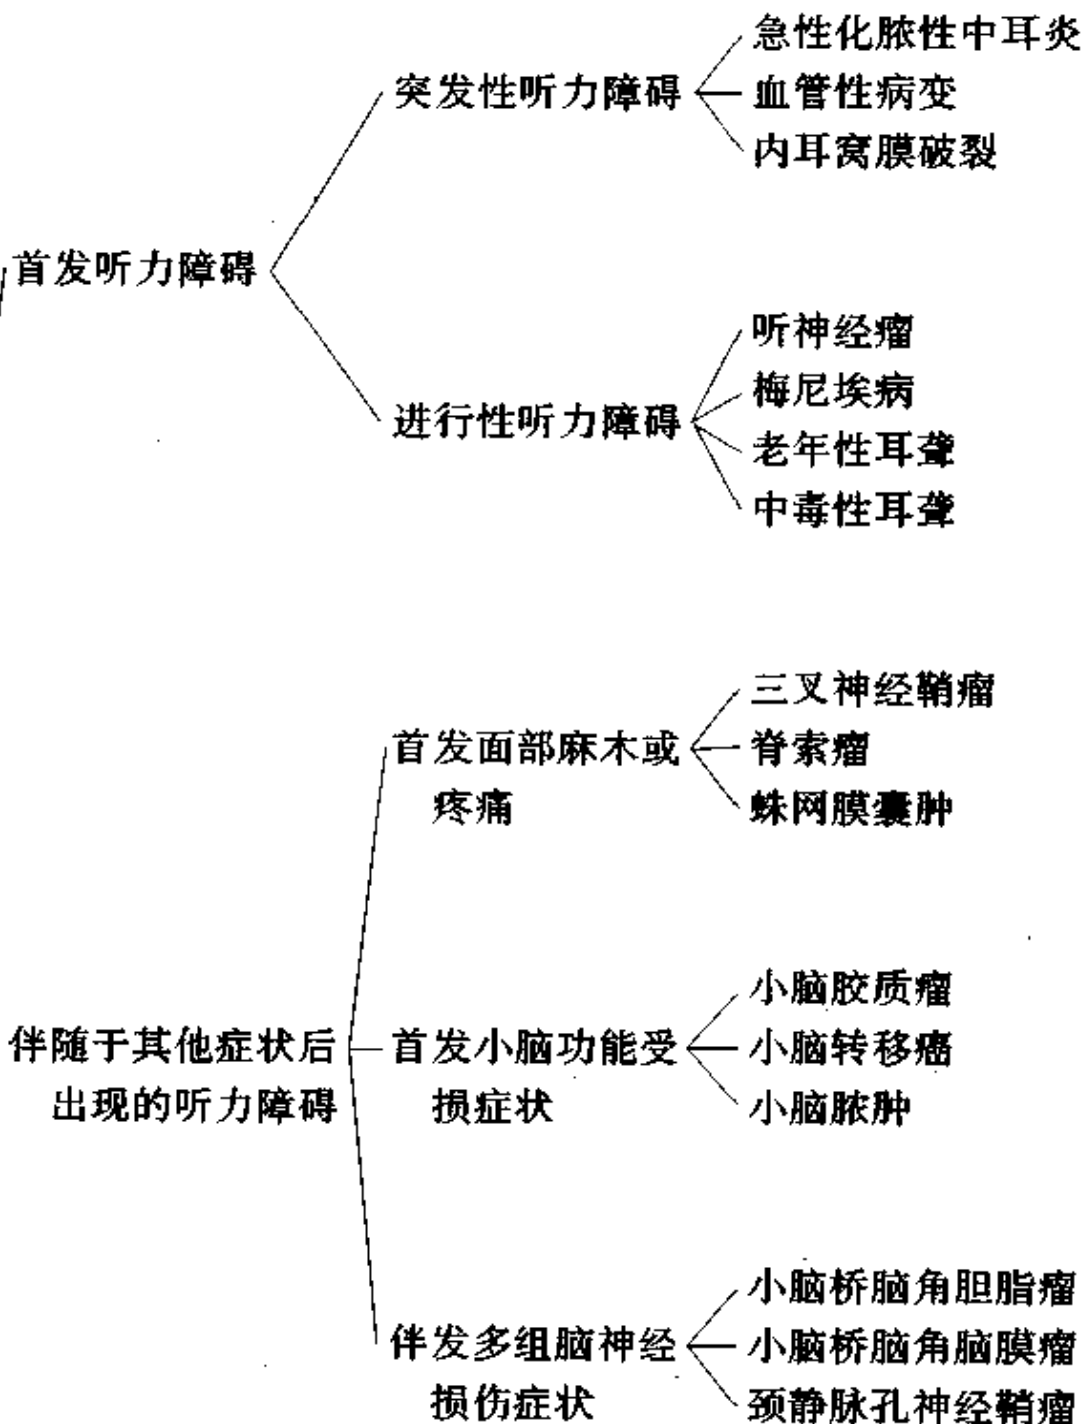 急性化脓性中耳炎
突发性听力障碍
血管性病变
内耳窝膜破裂
首发听力障碍
听神经瘤
梅尼埃病
进行性听力障碍
老年性耳聋
中毒性耳聋
三叉神经鞘瘤
首发面部麻木或
疼痛
脊索瘤
蛛网膜囊肿
伴随于其他症状后
出现的听力障碍
小脑胶质瘤
首发小脑功能受
损症状
小脑转移癌
小脑脓肿
小脑桥脑角胆脂瘤
伴发多组脑神经
损伤症状
小脑桥脑角脑膜瘤
颈静脉孔神经鞘瘤